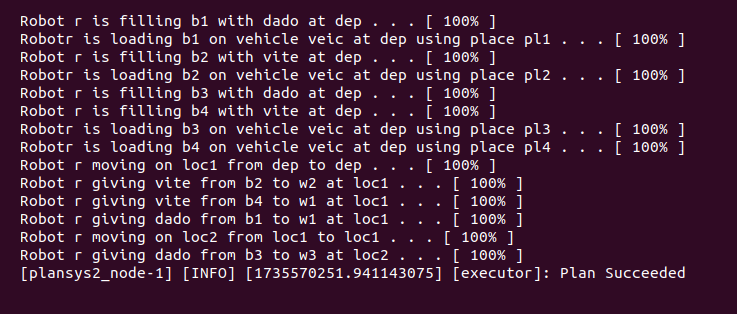 Robot r is filling b1 with dado at dep . . . [ 100% ]
Robotr is loading b1 on vehicle veic at dep using place pl1 . . . [ 100% ]
Robot r is filling b2 with vite at dep . . . [ 100% ]
Robotr is loading b2 on vehicle veic at dep using place pl2 . . . [ 100% ]
Robot r is filling b3 with dado at dep . . . [ 100% ]
Robot r is filling b4 with vite at dep . . . [ 100% ]
Robotr is loading b3 on vehicle veic at dep using place pl3 . . . [ 100% ]
Robotr is loading b4 on vehicle veic at dep using place pl4 . . . [ 100% ]
Robot r moving on loc1 from dep to dep . . . [ 100% ]
Robot r giving vite from b2 to w2 at loc1 . . . [ 100% ]
Robot r giving vite from b4 to w1 at loc1 . . . [ 100% ]
Robot r giving dado from b1 to w1 at loc1 . . . [ 100% ]
Robot r moving on loc2 from loc1 to loc1 . . . [ 100% ]
Robot r giving dado from b3 to w3 at loc2 . . . [ 100% ]
[plansys2_node-1] [INFO] [1735570251.941143075] [executor]: Plan Succeeded